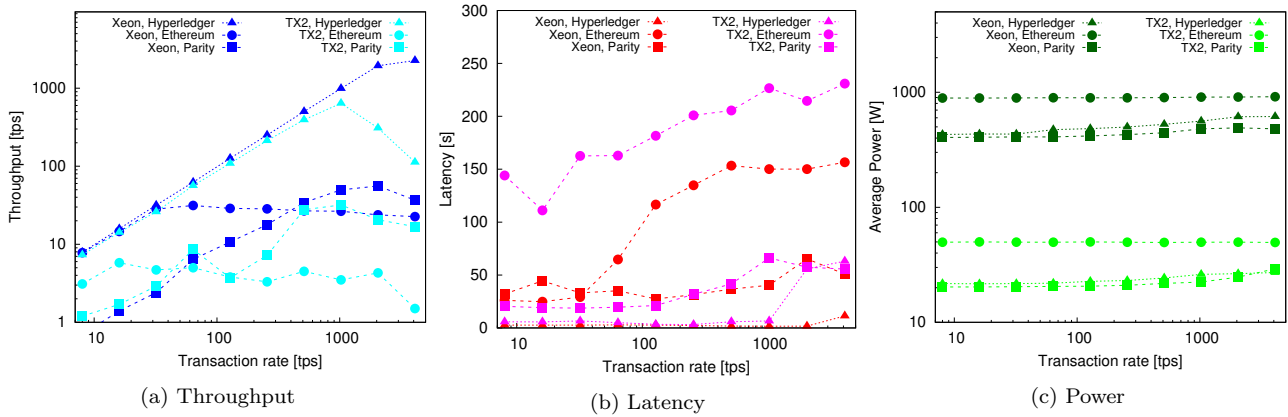 Xeon, Hyperledger TX2, Hyperledger
Xeon, Ethereum TX2, Ethereum
Xeon, Parity TX2, Parity
1000
100
10
1
Throughput [tps]
10 100 1000
Transaction rate [tps]
(a) Throughput
Xeon, Hyperledger TX2, Hyperledger
Xeon, Ethereum TX2, Ethereum
Xeon, Parity TX2, Parity
300
250
200
150
100
50
0
Latency [s]
10 100 1000
Transaction rate [tps]
(b) Latency
Xeon, Hyperledger TX2, Hyperledger
Xeon, Ethereum TX2, Ethereum
Xeon, Parity TX2, Parity
1000
100
10
Average Power [W]
10 100 1000
Transaction rate [tps]
(c) Power